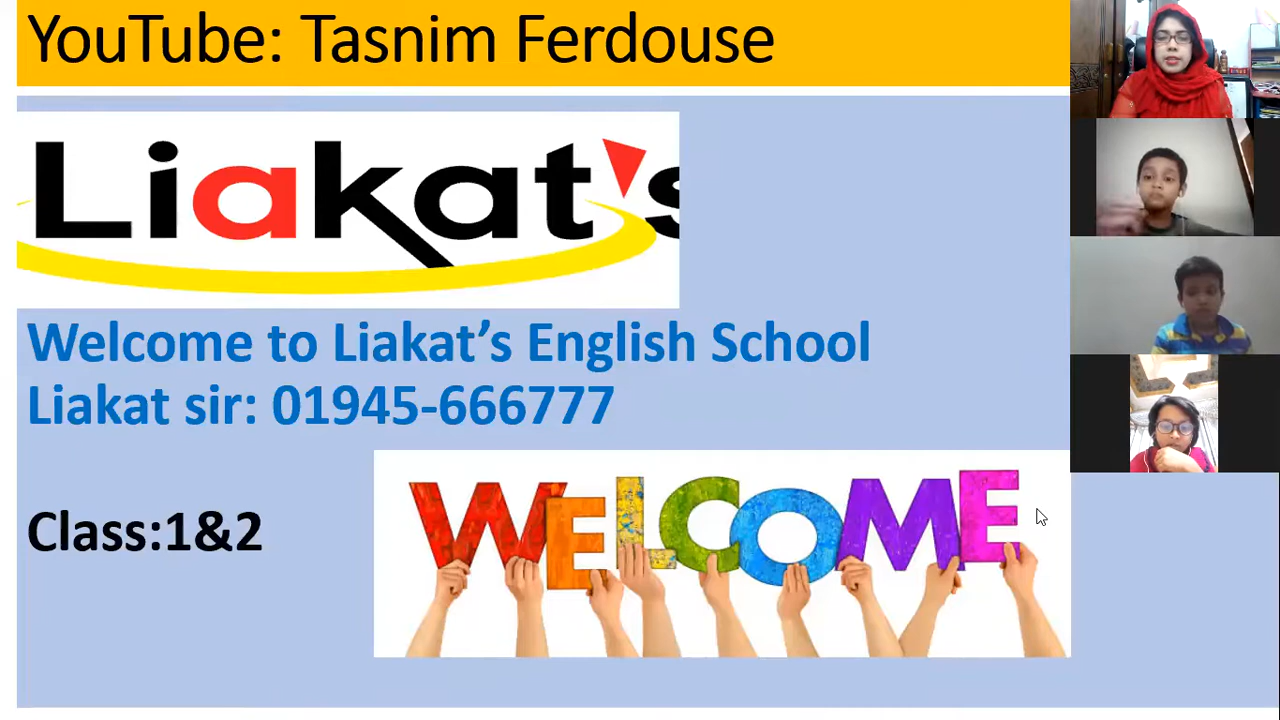 YouTube: Tasnim Ferdouse
Liakat's
Welcome to Liakat’s English School
Liakat sir: 01945-666777
Class:1&2
WELCOME